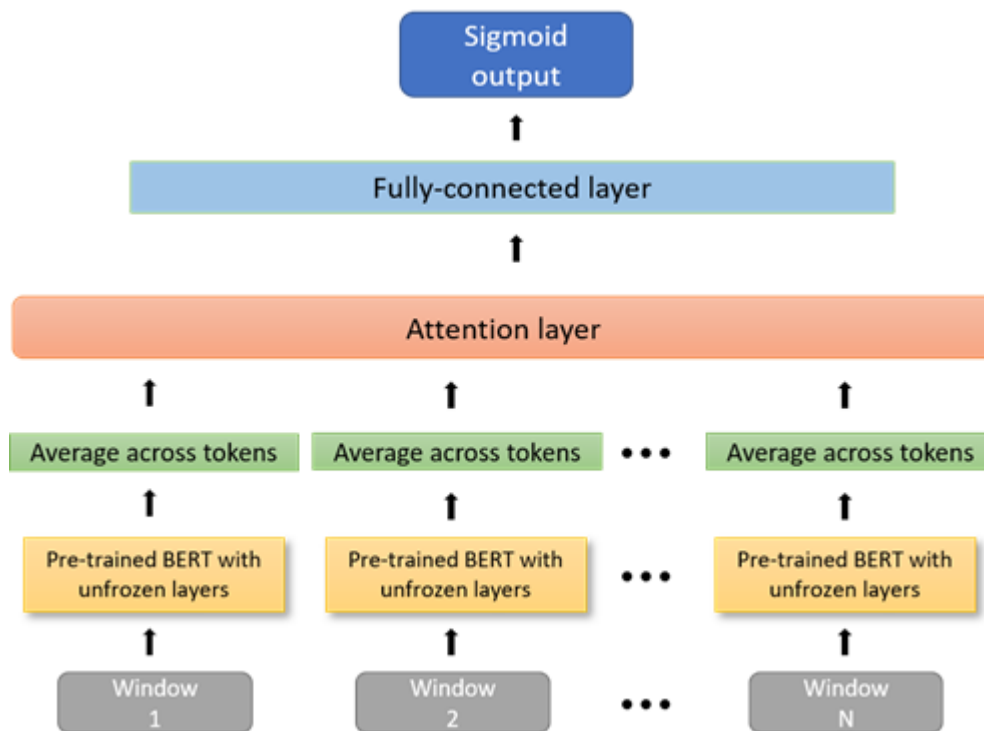 Sigmoid
output
Fully-connected layer
Attention layer
Average across tokens
Average across tokens
•••
Average across tokens
Pre-trained BERT with
unfrozen layers
Pre-trained BERT with
unfrozen layers
•••
Pre-trained BERT with
unfrozen layers
Window
1
Window
2
•••
Window
N